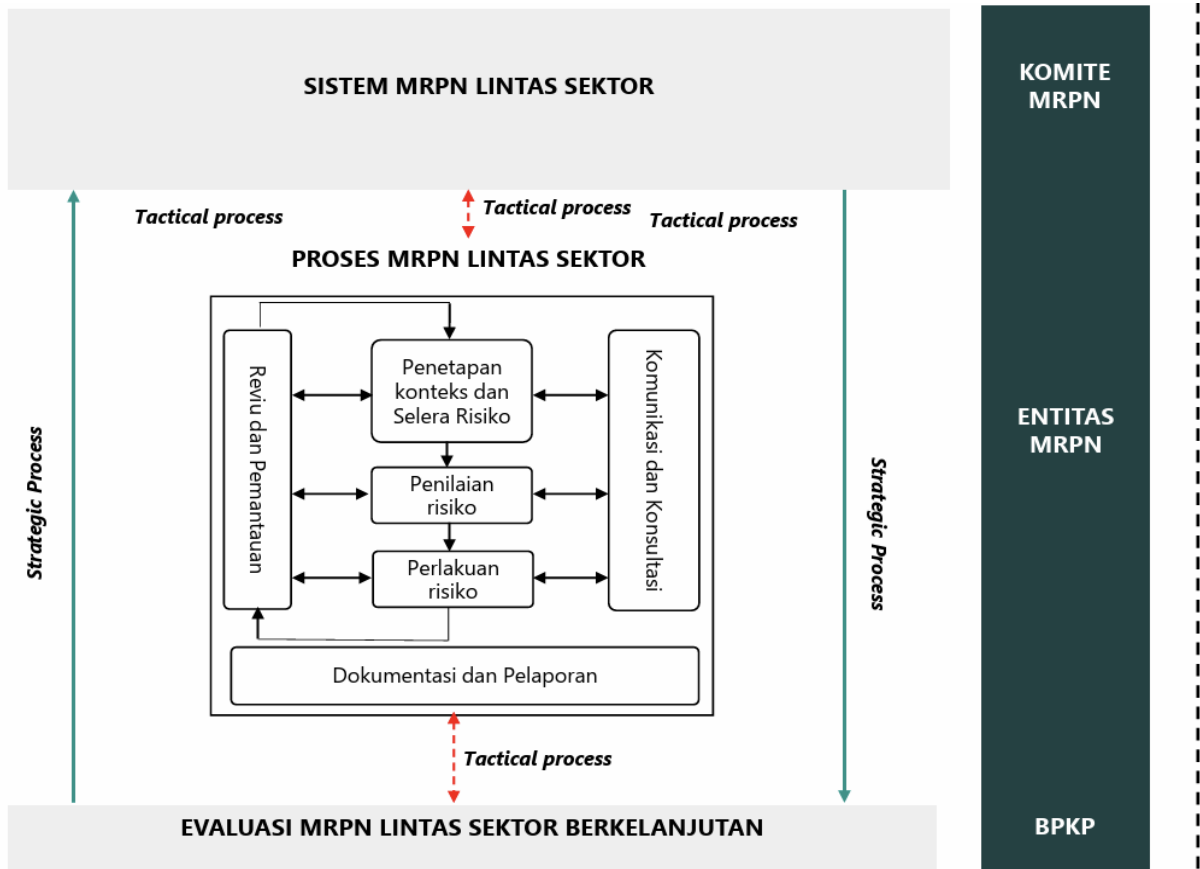 SISTEM MRPN LINTAS SEKTOR
KOMITE
MRPN
Tactical process
Tactical process
Tactical process
PROSES MRPN LINTAS SEKTOR
Strategic Process
Reviu dan Pemantauan
Penetapan
konteks dan
Selera Risiko
Penilaian
risiko
Perlakuan
risiko
Komunikasi dan Konsultasi
Dokumentasi dan Pelaporan
Strategic Process
ENTITAS
MRPN
Tactical process
EVALUASI MRPN LINTAS SEKTOR BERKELANJUTAN
BPKP